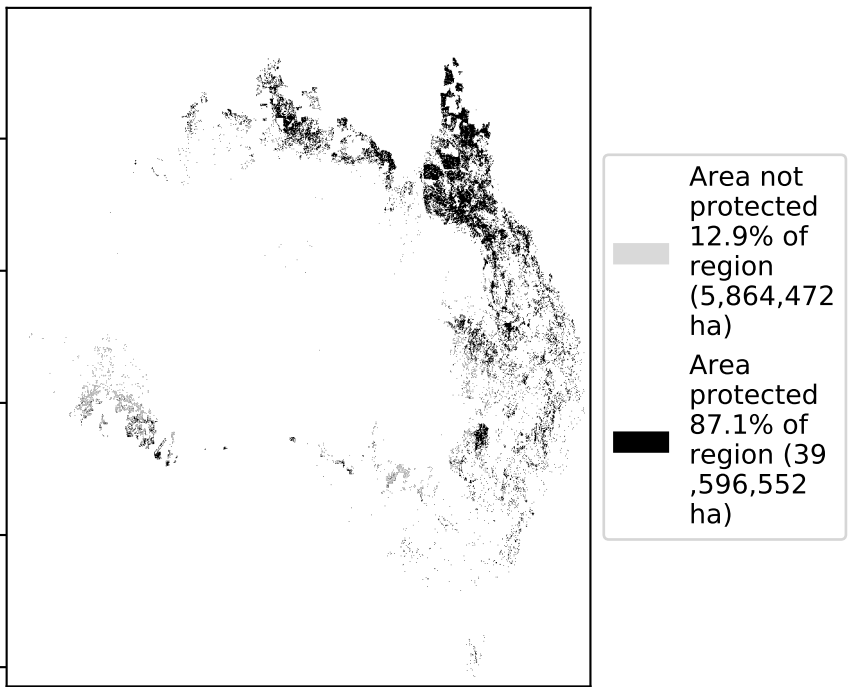 Area not
protected
12.9% of
region
(5,864,472
ha)
Area
protected
87.1% of
region (39
,596,552
ha)